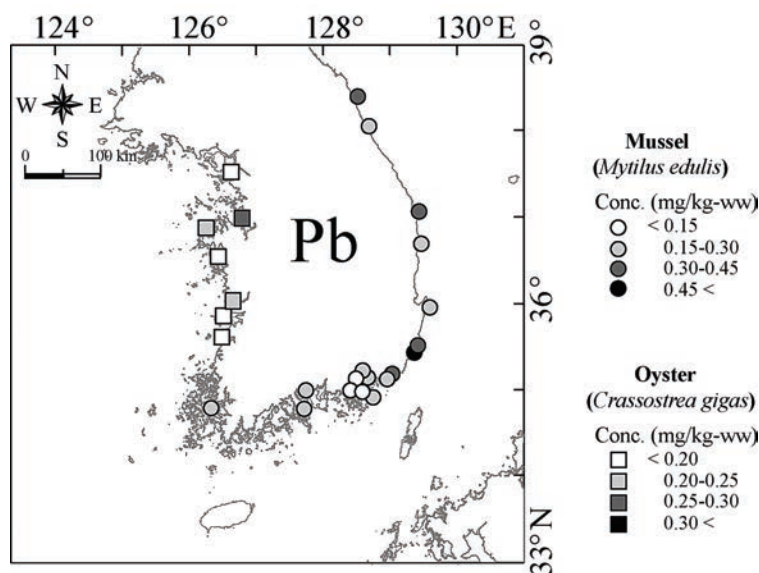 124° 126° 128° 130°E
39°
N
W E
S
0 100 km
Pb
36°
33°N
Mussel
(Mytilus edulis)
Conc. (mg/kg-ww)
< 0.15
0.15-0.30
0.30-0.45
0.45 <
Oyster
(Crassostrea gigas)
Conc. (mg/kg-ww)
< 0.20
0.20-0.25
0.25-0.30
0.30 <